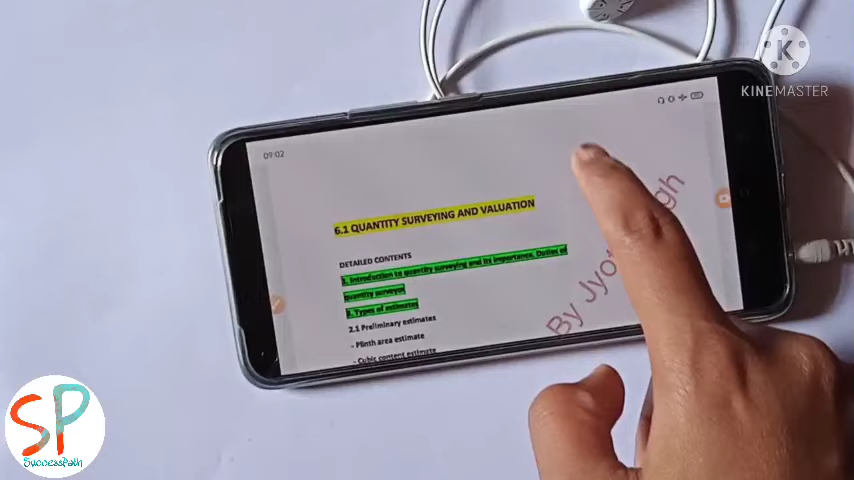 K
KINEMASTER
09:02
6.1 QUANTITY SURVEYING AND VALUATION
DETAILED CONTENTS
1. Introduction to quantity surveying and its importance. Duties of
quantity surveyor
2. Types of estimates
2.1 Preliminary estimates
- Plinth area estimate
- Cubic content estimate
By
SP
SuccessPath